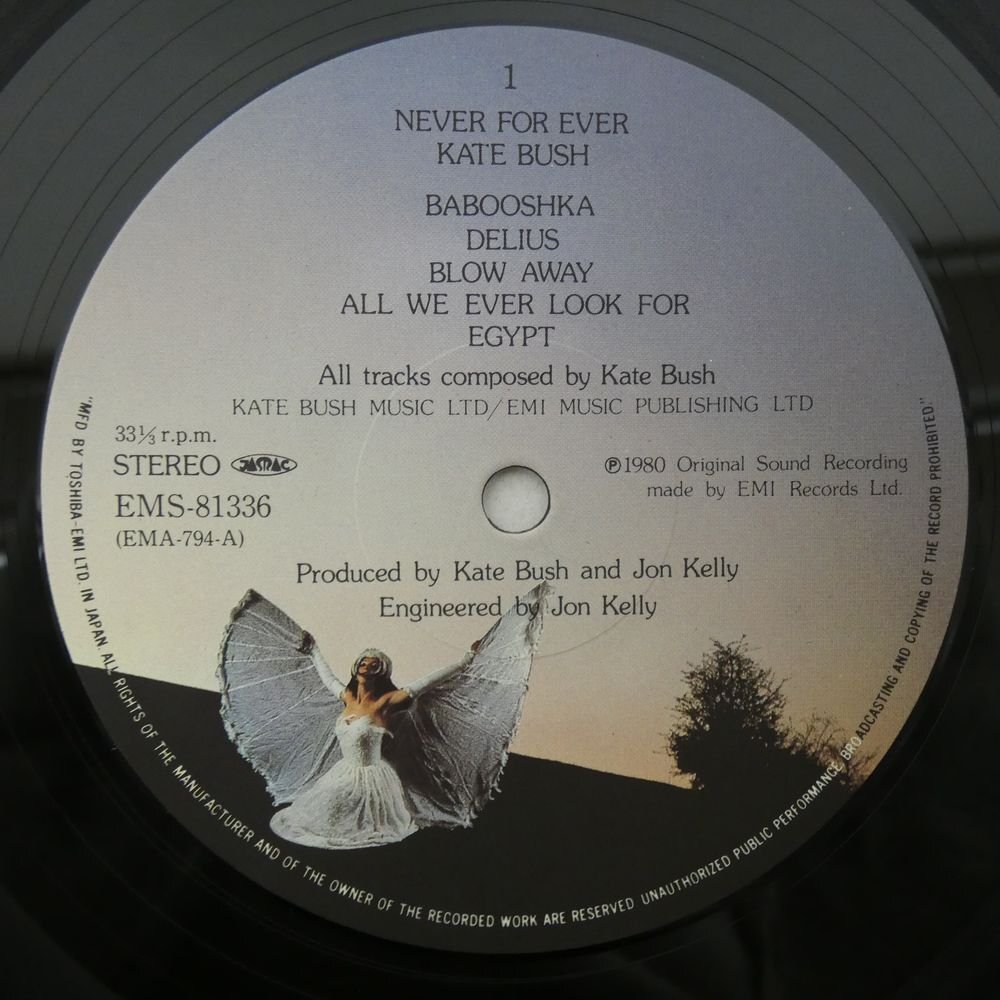 1
NEVER FOR EVER
KATE BUSH
BABOOSHKA
DELIUS
BLOW AWAY
ALL WE EVER LOOK FOR
EGYPT
All tracks composed by Kate Bush
KATE BUSH MUSIC LTD/EMI MUSIC PUBLISHING LTD
33⅓ r.p.m.
STEREO JASRAC
EMS-81336
(EMA-794-A)
℗1980 Original Sound Recording
made by EMI Records Ltd.
Produced by Kate Bush and Jon Kelly
Engineered by Jon Kelly
"MFD BY TOSHIBA-EMI LTD. IN JAPAN. ALL RIGHTS OF THE MANUFACTURER AND OF THE OWNER OF THE RECORDED WORK ARE RESERVED UNAUTHORIZED PUBLIC PERFORMANCE BROADCASTING AND COPYING OF THE RECORD PROHIBITED."